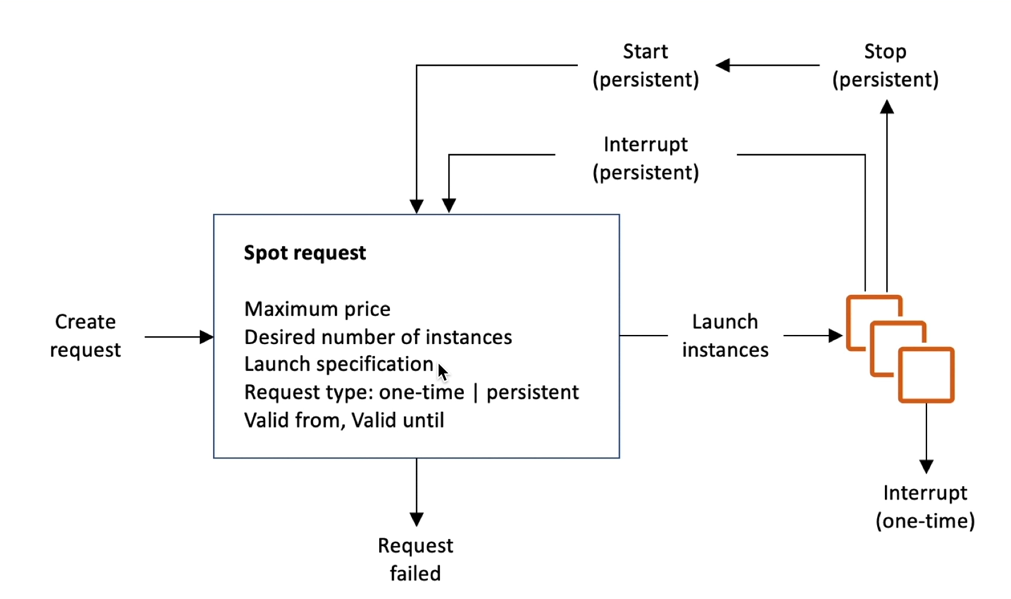 Start
(persistent)
Stop
(persistent)
Interrupt
(persistent)
Spot request
Maximum price
Desired number of instances
Launch specification
Request type: one-time | persistent
Valid from, Valid until
Create
request
Launch
instances
Interrupt
(one-time)
Request
failed